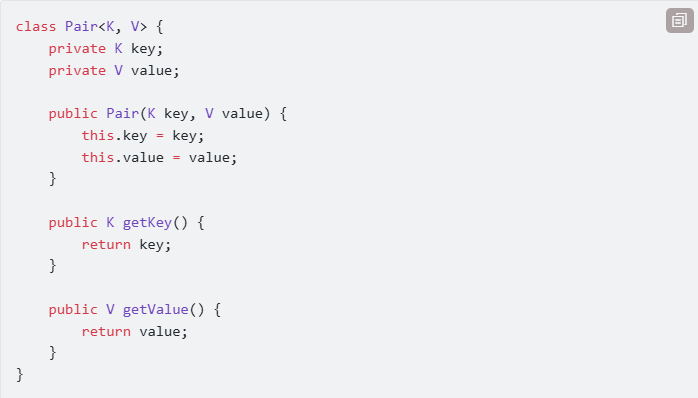 class Pair<K, V> {
    private K key;
    private V value;

    public Pair(K key, V value) {
        this.key = key;
        this.value = value;
    }

    public K getKey() {
        return key;
    }

    public V getValue() {
        return value;
    }
}